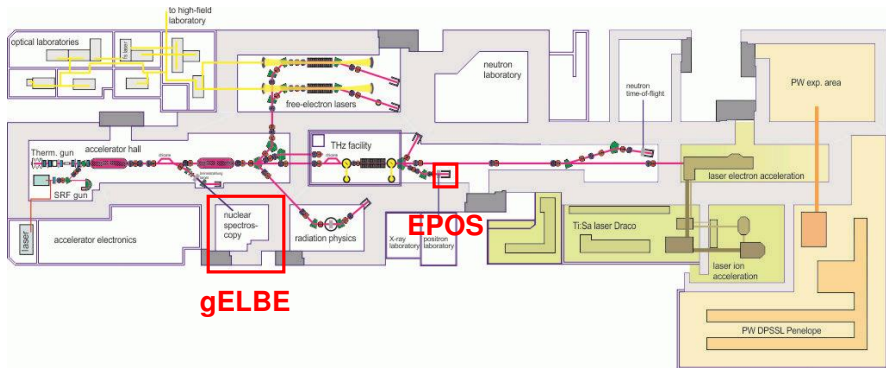 to high-field
laboratory
optical laboratories
neutron
laboratory
PW exp. area
free-electron lasers
neutron
time-of-flight
Therm. gun
accelerator hall
THz facility
laser electron acceleration
SRF gun
EPOS
nuclear
spectros-
copy
laser
accelerator electronics
radiation physics
X-ray
laboratory
positron
laboratory
Ti:Sa laser Draco
laser ion
acceleration
gELBE
PW DPSSL Penelope